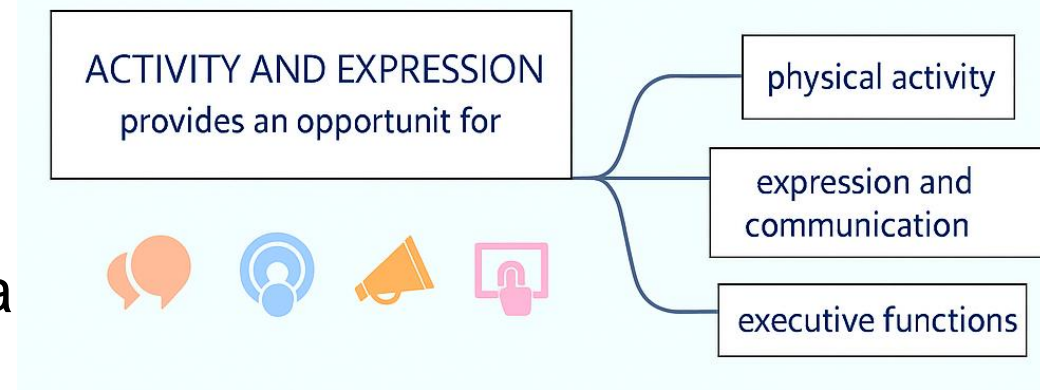 ACTIVITY AND EXPRESSION
provides an opportunit for
physical activity
expression and
communication
executive functions
a